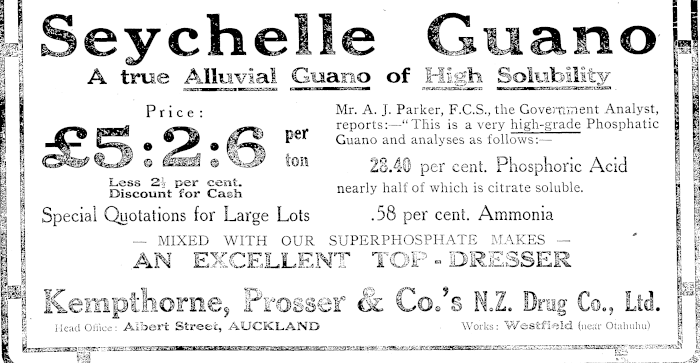 Seychelle Guano
A true Alluvial Guano of High Solubility
Price:
£5:2:6 per ton
Less 2½ per cent.
Discount for Cash
Special Quotations for Large Lots
Mr. A. J. Parker, F.C.S., the Government Analyst,
reports:—"This is a very high-grade Phosphatic
Guano and analyses as follows:—
28.40 per cent. Phosphoric Acid
nearly half of which is citrate soluble.
.58 per cent. Ammonia
— MIXED WITH OUR SUPERPHOSPHATE MAKES —
AN EXCELLENT TOP-DRESSER
Kempthorne, Prosser & Co.'s N.Z. Drug Co., Ltd.
Head Office: Albert Street, AUCKLAND
Works: Westfield (near Otahuhu)